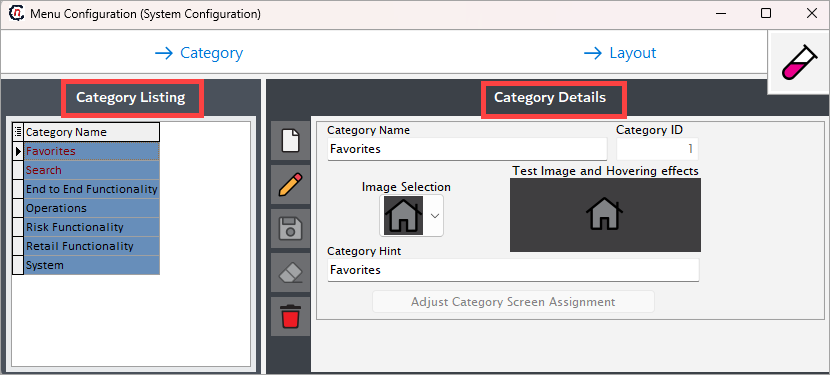 Menu Configuration (System Configuration)
Category
Layout
Category Listing
Category Name
Favorites
Search
End to End Functionality
Operations
Risk Functionality
Retail Functionality
System
Category Details
Category Name
Category ID
Favorites
1
Image Selection
Test Image and Hovering effects
Category Hint
Favorites
Adjust Category Screen Assignment